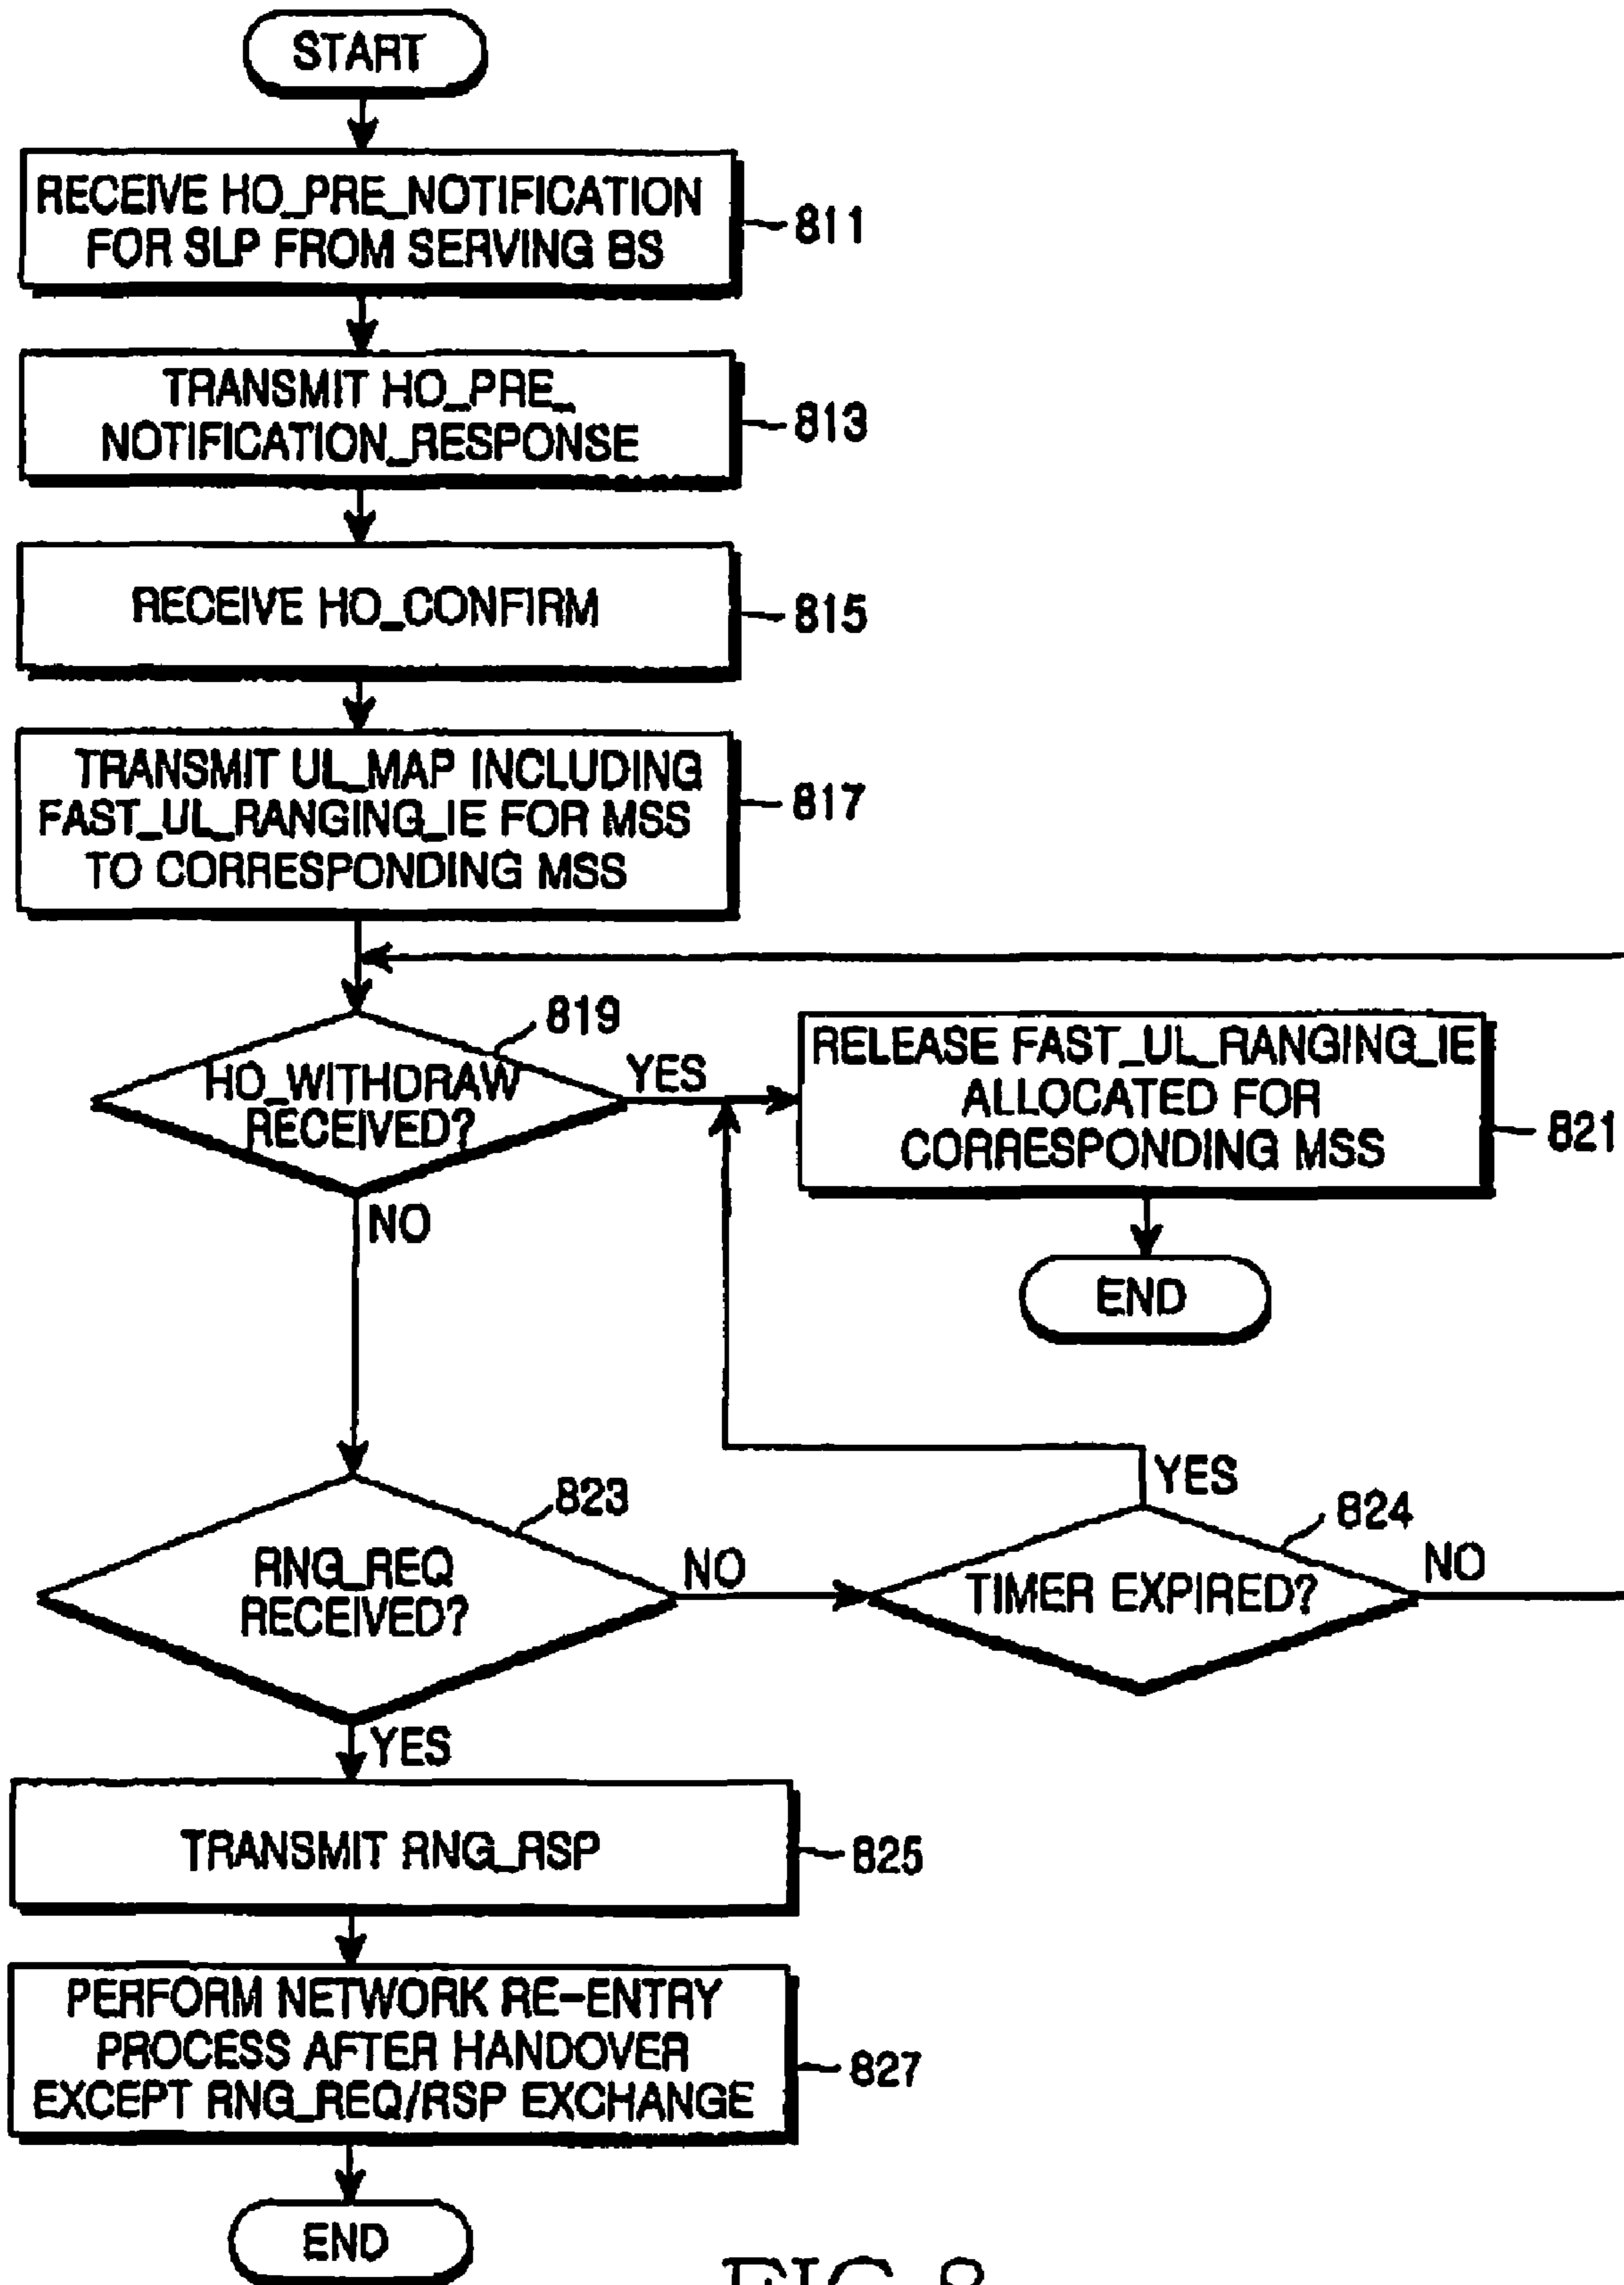 START
RECEIVE HO_PRE_NOTIFICATION
FOR SLP FROM SERVING BS
811
TRANSMIT HO_PRE_
NOTIFICATION_RESPONSE
813
RECEIVE HO_CONFIRM
815
TRANSMIT UL_MAP INCLUDING
FAST_UL_RANGING_IE FOR MSS
TO CORRESPONDING MSS
817
819
HO_WITHDRAW
RECEIVED?
YES
NO
RELEASE FAST_UL_RANGING_IE
ALLOCATED FOR
CORRESPONDING MSS
821
END
823
RNG_REQ
RECEIVED?
NO
YES
824
TIMER EXPIRED?
YES
NO
TRANSMIT RNG_RSP
825
PERFORM NETWORK RE-ENTRY
PROCESS AFTER HANDOVER
EXCEPT RNG_REQ/RSP EXCHANGE
827
END
FIG. 8